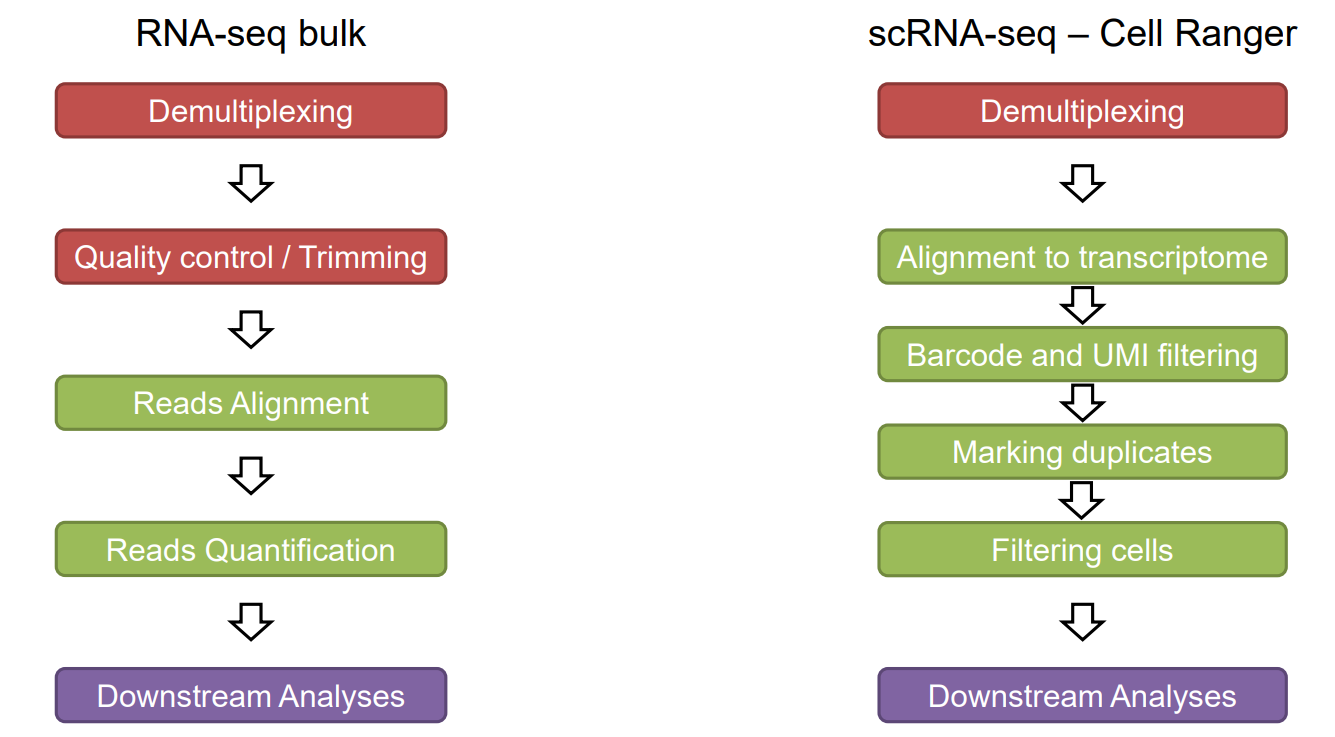 RNA-seq bulk
Demultiplexing
Quality control / Trimming
Reads Alignment
Reads Quantification
Downstream Analyses
scRNA-seq – Cell Ranger
Demultiplexing
Alignment to transcriptome
Barcode and UMI filtering
Marking duplicates
Filtering cells
Downstream Analyses